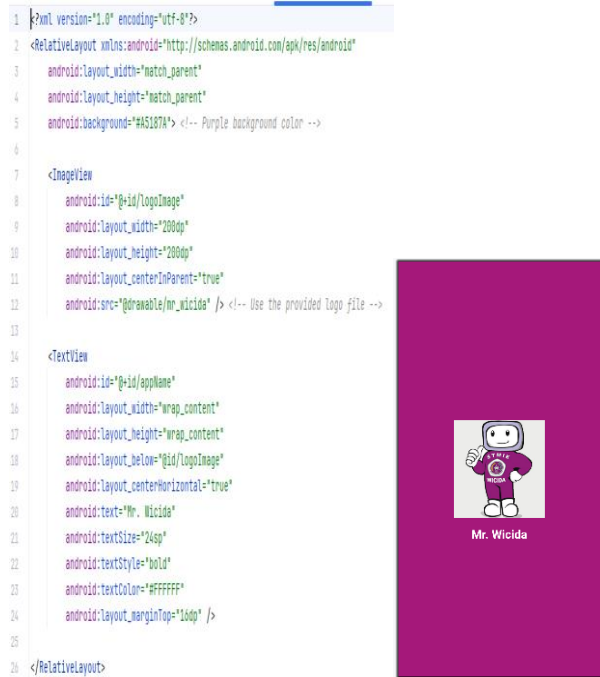 1 <?xml version="1.0" encoding="utf-8"?>
2 <RelativeLayout xmlns:android="http://schemas.android.com/apk/res/android"
3 android:layout_width="match_parent"
4 android:layout_height="match_parent"
5 android:background="#A5187A"> <!-- Purple background color -->
6
7 <ImageView
8 android:id="@+id/logoImage"
9 android:layout_width="200dp"
10 android:layout_height="200dp"
11 android:layout_centerInParent="true"
12 android:src="@drawable/mr_wicida" /> <!-- Use the provided logo file -->
13
14 <TextView
15 android:id="@+id/appName"
16 android:layout_width="wrap_content"
17 android:layout_height="wrap_content"
18 android:layout_below="@id/logoImage"
19 android:layout_centerHorizontal="true"
20 android:text="Mr. Wicida"
21 android:textSize="24sp"
22 android:textStyle="bold"
23 android:textColor="#FFFFFF"
24 android:layout_marginTop="16dp" />
25
26 </RelativeLayout>
STMIK
WICIDA
Mr. Wicida